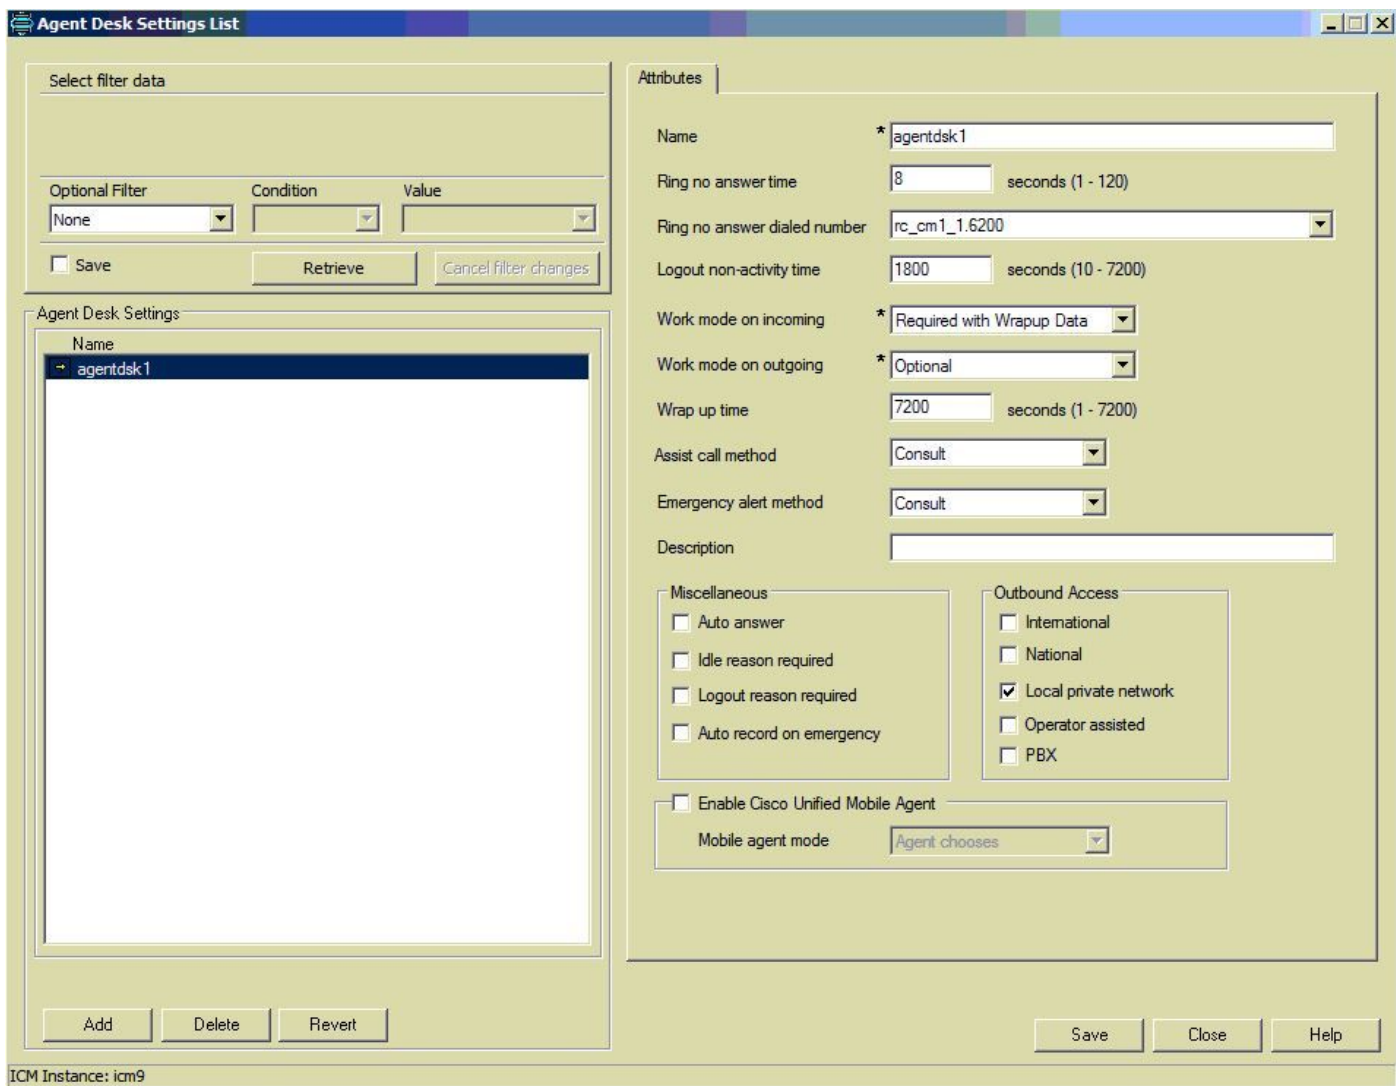 Agent Desk Settings List
Select filter data
Optional Filter Condition Value
None
Save Retrieve Cancel filter changes
Agent Desk Settings
Name
agentdsk1
Add Delete Revert
Attributes
Name * agentdsk1
Ring no answer time 8 seconds (1 - 120)
Ring no answer dialed number rc_cm1_1.6200
Logout non-activity time 1800 seconds (10 - 7200)
Work mode on incoming * Required with Wrapup Data
Work mode on outgoing * Optional
Wrap up time 7200 seconds (1 - 7200)
Assist call method Consult
Emergency alert method Consult
Description
Miscellaneous
Auto answer
Idle reason required
Logout reason required
Auto record on emergency
Outbound Access
International
National
Local private network
Operator assisted
PBX
Enable Cisco Unified Mobile Agent
Mobile agent mode Agent chooses
Save Close Help
ICM Instance: icm9